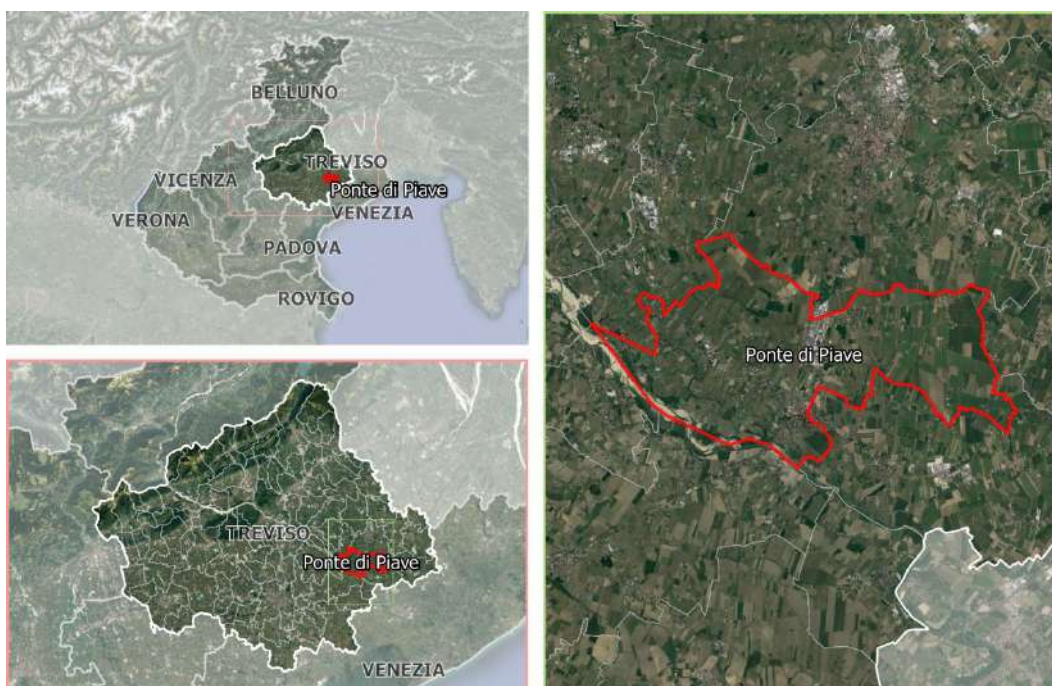 BELLUNO
TREVISO
VICENZA
Ponte di Piave
VERONA
VENEZIA
PADOVA
ROVIGO
TREVISO
Ponte di Piave
VENEZIA
Ponte di Piave